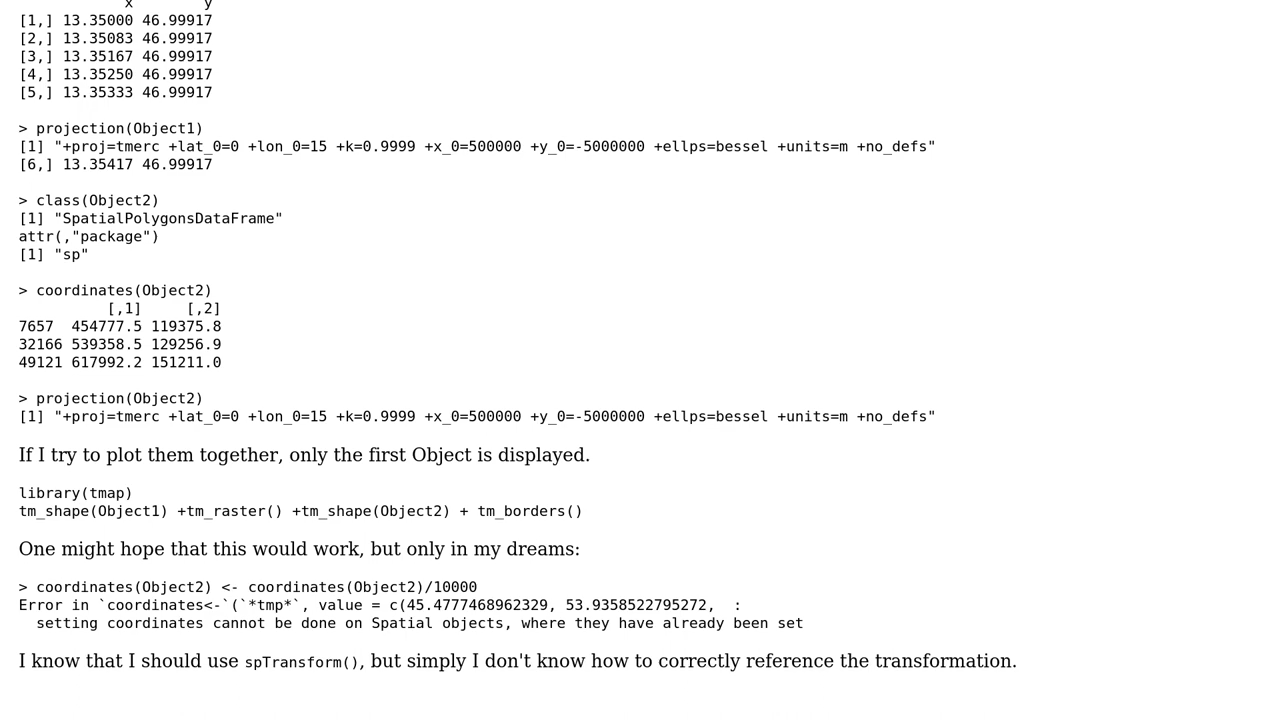 x y
[1,] 13.35000 46.99917
[2,] 13.35083 46.99917
[3,] 13.35167 46.99917
[4,] 13.35250 46.99917
[5,] 13.35333 46.99917
> projection(Object1)
[1] "+proj=tmerc +lat_0=0 +lon_0=15 +k=0.9999 +x_0=500000 +y_0=-5000000 +ellps=bessel +units=m +no_defs"
[6,] 13.35417 46.99917
> class(Object2)
[1] "SpatialPolygonsDataFrame"
attr(,"package")
[1] "sp"
> coordinates(Object2)
[,1] [,2]
7657 454777.5 119375.8
32166 539358.5 129256.9
49121 617992.2 151211.0
> projection(Object2)
[1] "+proj=tmerc +lat_0=0 +lon_0=15 +k=0.9999 +x_0=500000 +y_0=-5000000 +ellps=bessel +units=m +no_defs"
If I try to plot them together, only the first Object is displayed.
library(tmap)
tm_shape(Object1) +tm_raster() +tm_shape(Object2) + tm_borders()
One might hope that this would work, but only in my dreams:
> coordinates(Object2) <- coordinates(Object2)/10000
Error in `coordinates<-`(`*tmp*`, value = c(45.4777468962329, 53.9358522795272,  :
setting coordinates cannot be done on Spatial objects, where they have already been set
I know that I should use spTransform(), but simply I don't know how to correctly reference the transformation.